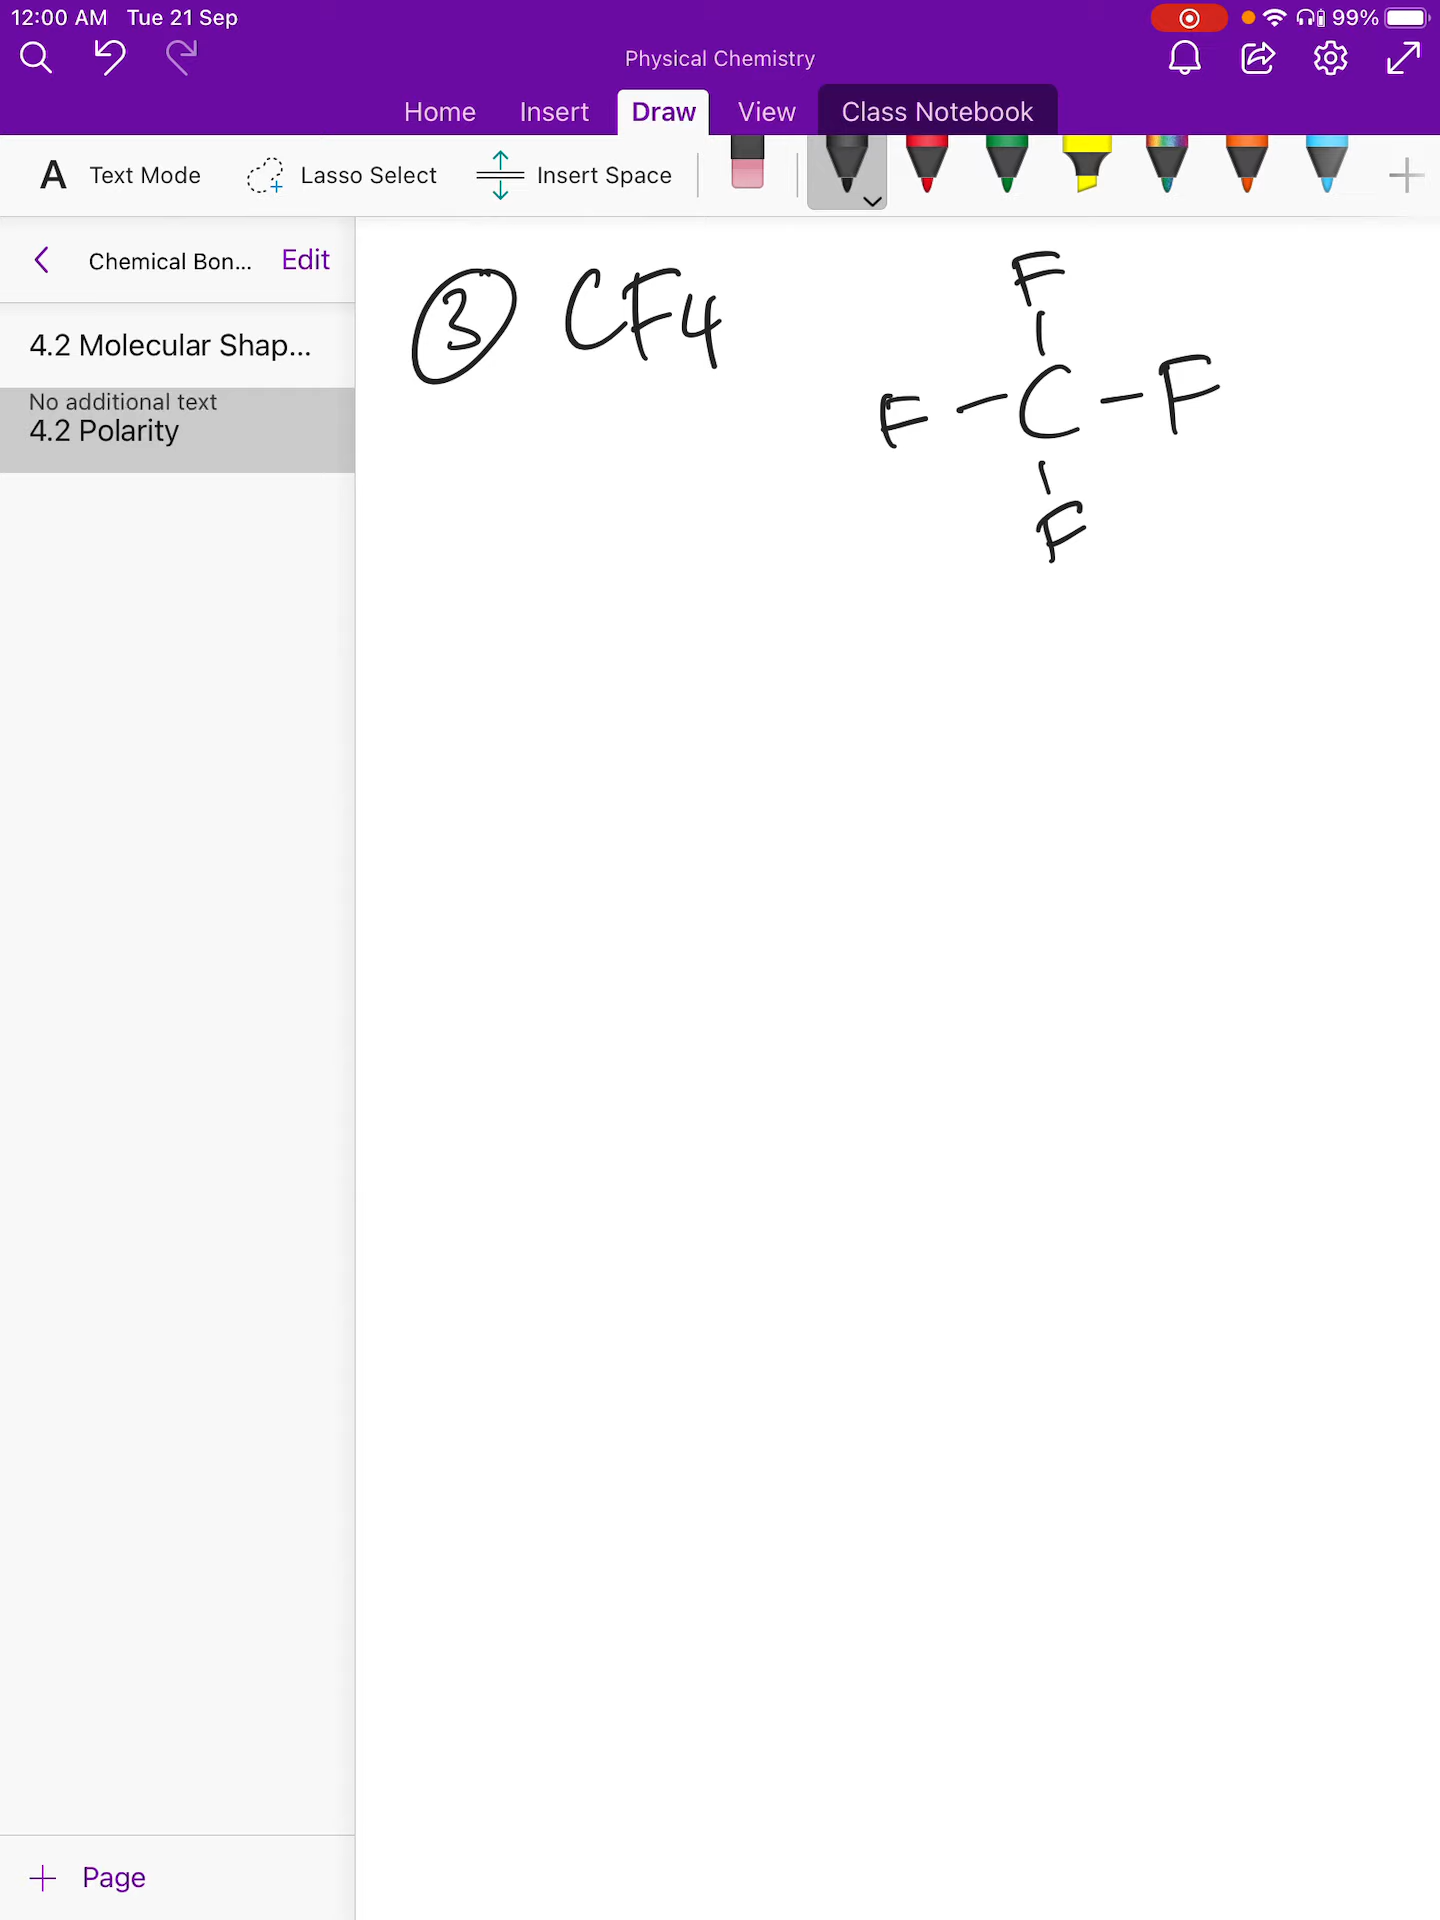 12:00 AM Tue 21 Sep
99%
Physical Chemistry
Home Insert Draw View Class Notebook
A Text Mode Lasso Select Insert Space
Chemical Bon... Edit
4.2 Molecular Shap...
No additional text
4.2 Polarity
③ CF4
F
F - C - F
F
+ Page